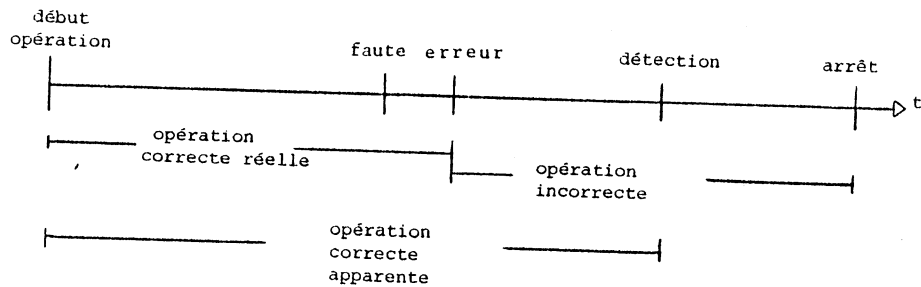 début
opération
faute erreur
détection
arrêt
t
opération
correcte réelle
opération
incorrecte
opération
correcte
apparente